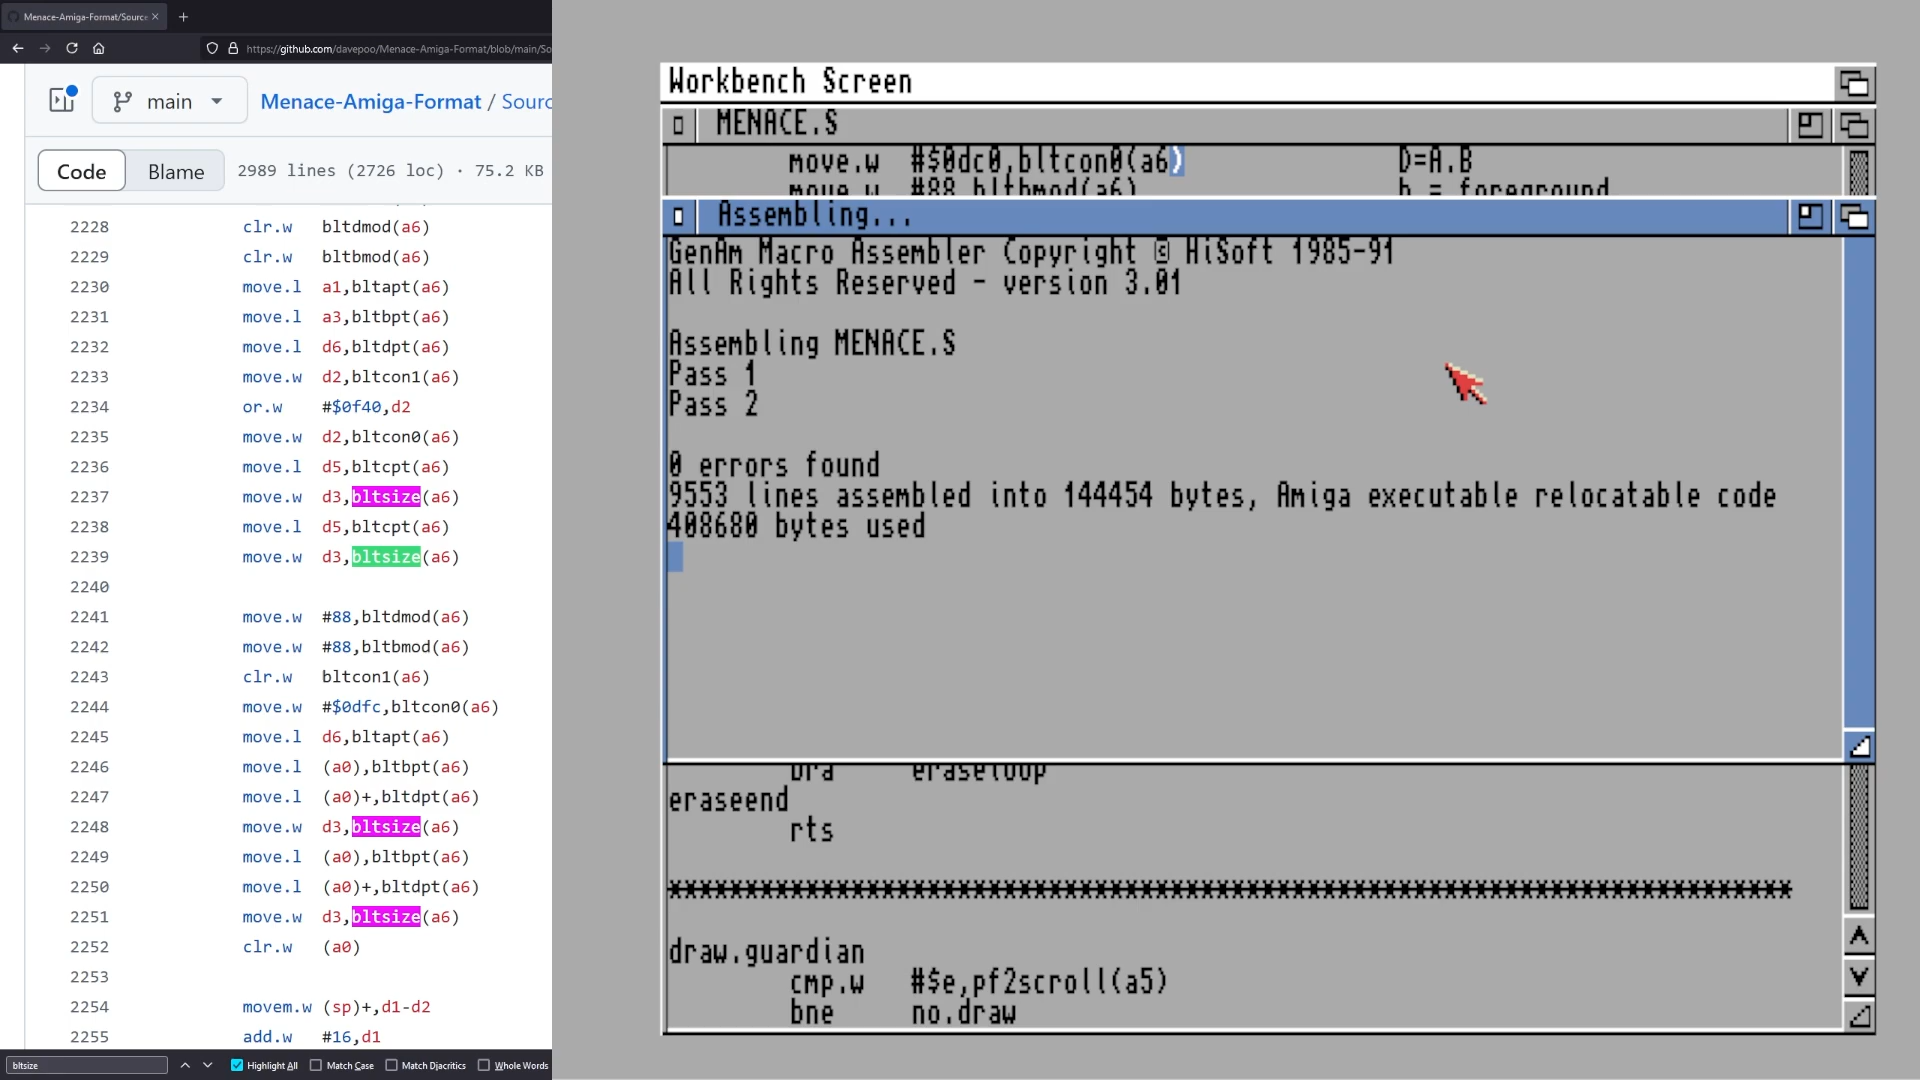 Menace-Amiga-Format/Source
https://github.com/davepoo/Menace-Amiga-Format/blob/main/So
main
Menace-Amiga-Format / Sourc
Code Blame 2989 lines (2726 loc) · 75.2 KB
2228 clr.w bltdmod(a6)
2229 clr.w bltbmod(a6)
2230 move.l a1,bltapt(a6)
2231 move.l a3,bltbpt(a6)
2232 move.l d6,bltdpt(a6)
2233 move.w d2,bltcon1(a6)
2234 or.w #$0f40,d2
2235 move.w d2,bltcon0(a6)
2236 move.l d5,bltcpt(a6)
2237 move.w d3,bltsize(a6)
2238 move.l d5,bltcpt(a6)
2239 move.w d3,bltsize(a6)
2240
2241 move.w #88,bltdmod(a6)
2242 move.w #88,bltbmod(a6)
2243 clr.w bltcon1(a6)
2244 move.w #$0dfc,bltcon0(a6)
2245 move.l d6,bltapt(a6)
2246 move.l (a0),bltbpt(a6)
2247 move.l (a0)+,bltdpt(a6)
2248 move.w d3,bltsize(a6)
2249 move.l (a0),bltbpt(a6)
2250 move.l (a0)+,bltdpt(a6)
2251 move.w d3,bltsize(a6)
2252 clr.w (a0)
2253
2254 movem.w (sp)+,d1-d2
2255 add.w #16,d1
bltsize Highlight All Match Case Match Diacritics Whole Words
Workbench Screen
MENACE.S
move.w #$0dc0,bltcon0(a6) D=A.B
move.w #88,bltbmod(a6) b = foreground
Assembling...
GenAm Macro Assembler Copyright © HiSoft 1985-91
All Rights Reserved - version 3.01
Assembling MENACE.S
Pass 1
Pass 2
0 errors found
9553 lines assembled into 144454 bytes, Amiga executable relocatable code
408680 bytes used
bra eraseloop
eraseend
rts
*****************************************************************************
draw.guardian
cmp.w #$e,pf2scroll(a5)
bne no.draw